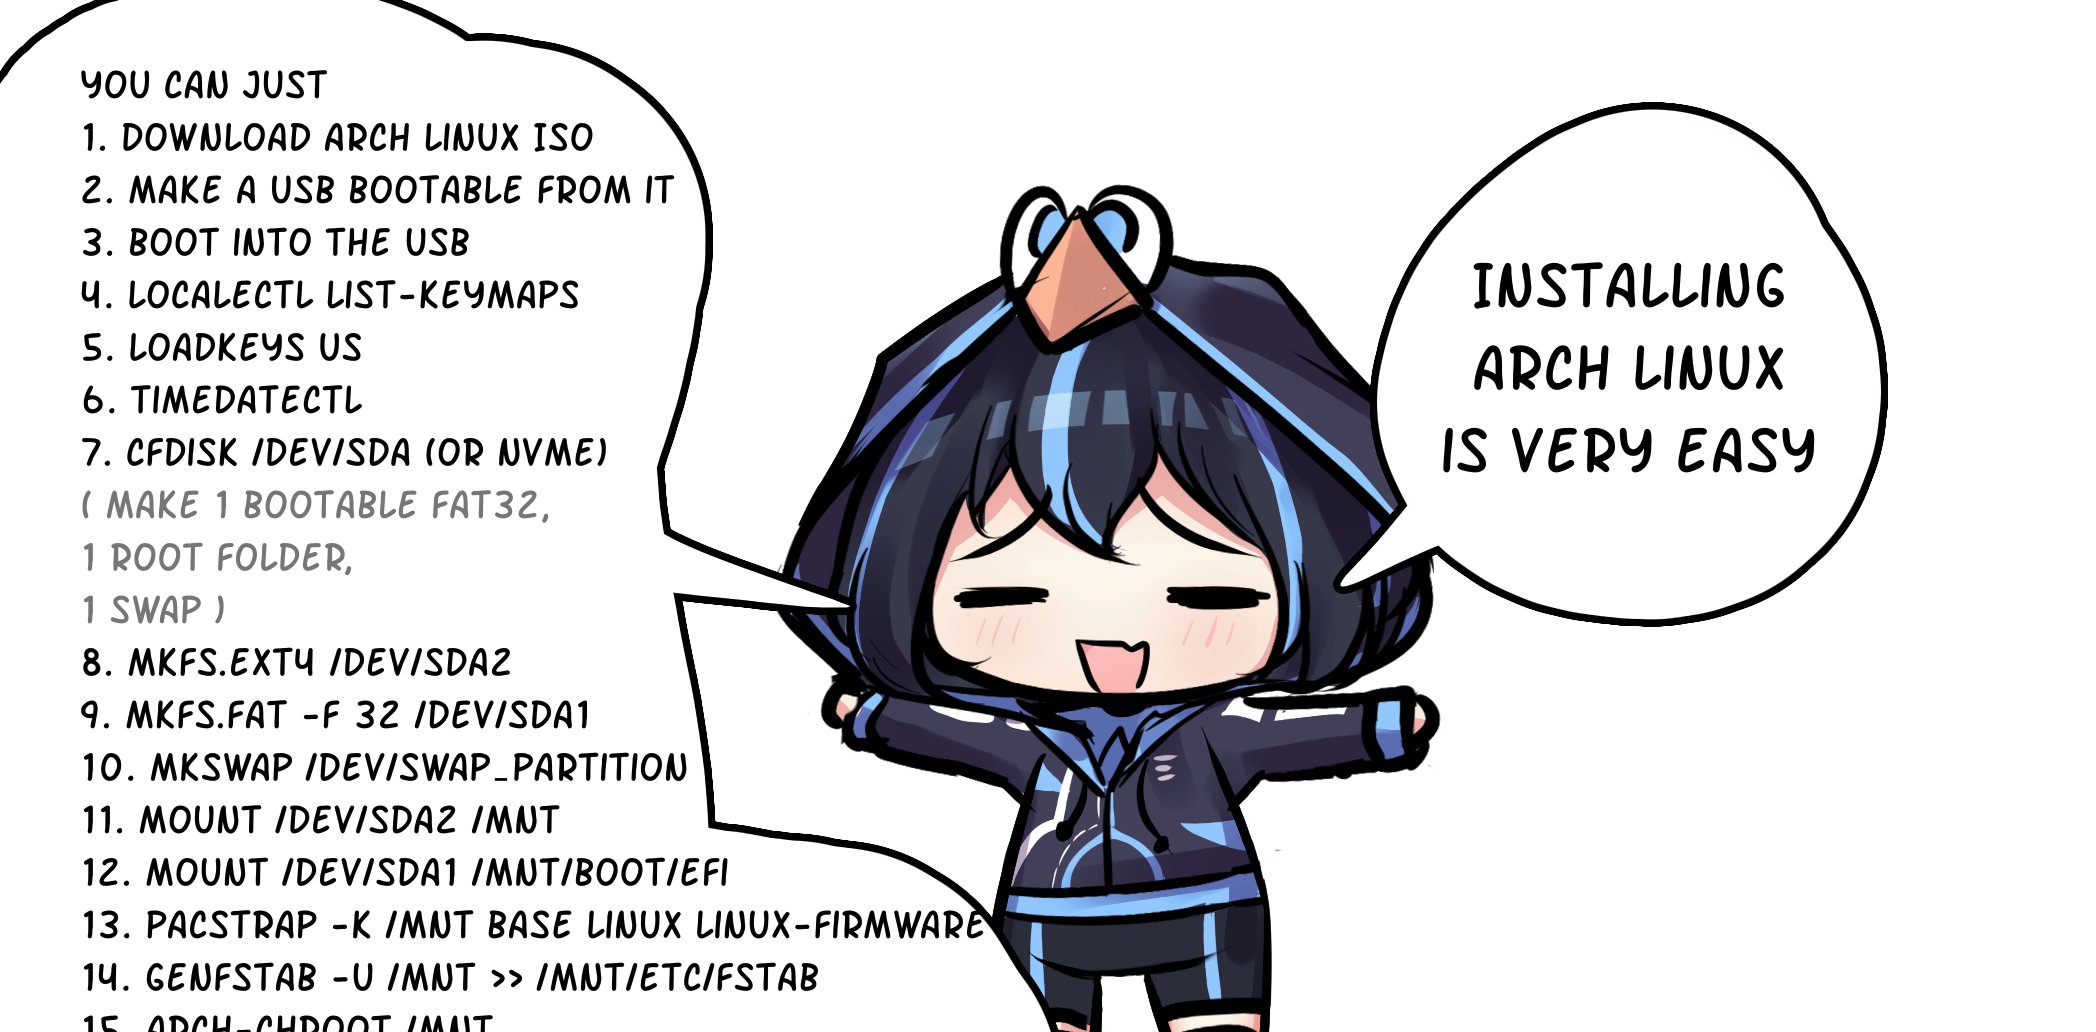 YOU CAN JUST
1. DOWNLOAD ARCH LINUX ISO
2. MAKE A USB BOOTABLE FROM IT
3. BOOT INTO THE USB
4. LOCALECTL LIST-KEYMAPS
5. LOADKEYS US
6. TIMEDATECTL
7. CFDISK /DEV/SDA (OR NVME)
( MAKE 1 BOOTABLE FAT32,
1 ROOT FOLDER,
1 SWAP )
8. MKFS.EXT4 /DEV/SDA2
9. MKFS.FAT -F 32 /DEV/SDA1
10. MKSWAP /DEV/SWAP_PARTITION
11. MOUNT /DEV/SDA2 /MNT
12. MOUNT /DEV/SDA1 /MNT/BOOT/EFI
13. PACSTRAP -K /MNT BASE LINUX LINUX-FIRMWARE
14. GENFSTAB -U /MNT >> /MNT/ETC/FSTAB
15. ARCH-CHROOT /MNT
INSTALLING
ARCH LINUX
IS VERY EASY